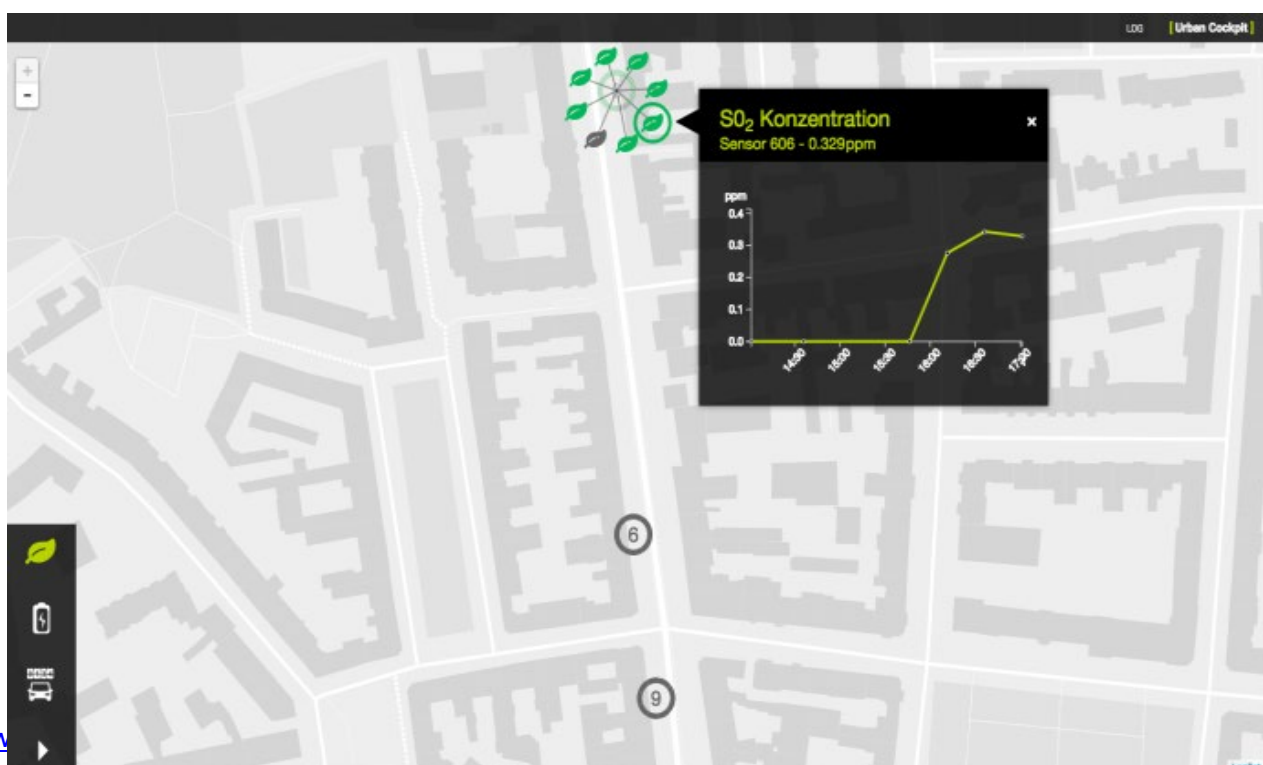 LOG [Urban Cockpit]
+
-
S0₂ Konzentration
Sensor 606 - 0.329ppm
ppm
0.4
0.3
0.2
0.1
0.0
14:30 15:00 15:30 16:00 16:30 17:00
6
9